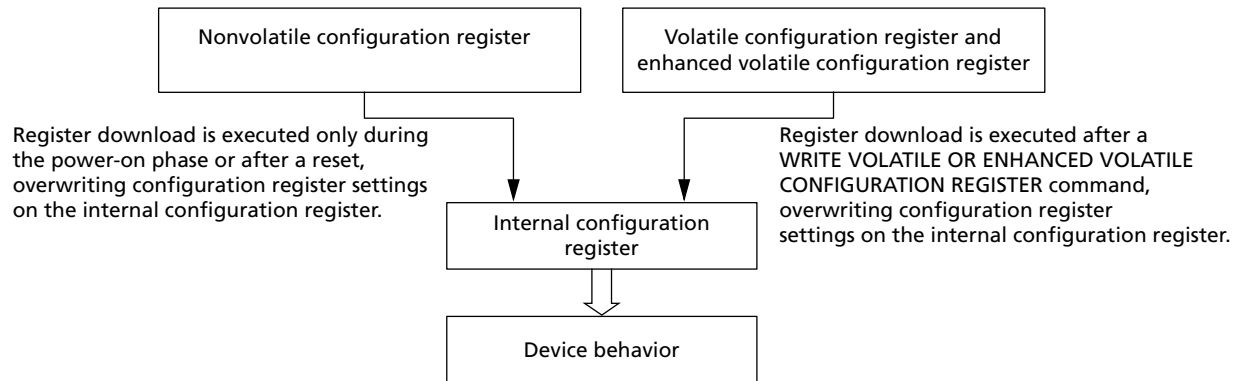 Nonvolatile configuration register
Volatile configuration register and
enhanced volatile configuration register
Register download is executed only during
the power-on phase or after a reset,
overwriting configuration register settings
on the internal configuration register.
Register download is executed after a
WRITE VOLATILE OR ENHANCED VOLATILE
CONFIGURATION REGISTER command,
overwriting configuration register
settings on the internal configuration register.
Internal configuration
register
Device behavior